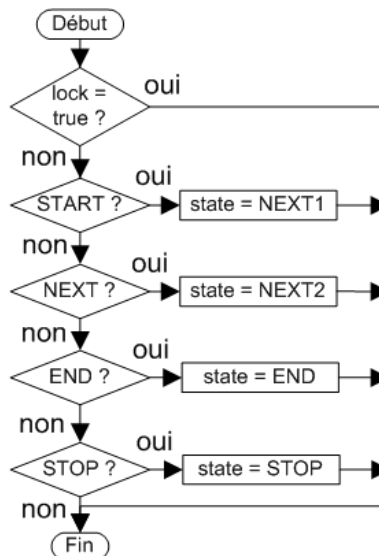 Début
lock =
true ?
oui
non
START ?
oui
state = NEXT1
non
NEXT ?
oui
state = NEXT2
non
END ?
oui
state = END
non
STOP ?
oui
state = STOP
non
Fin